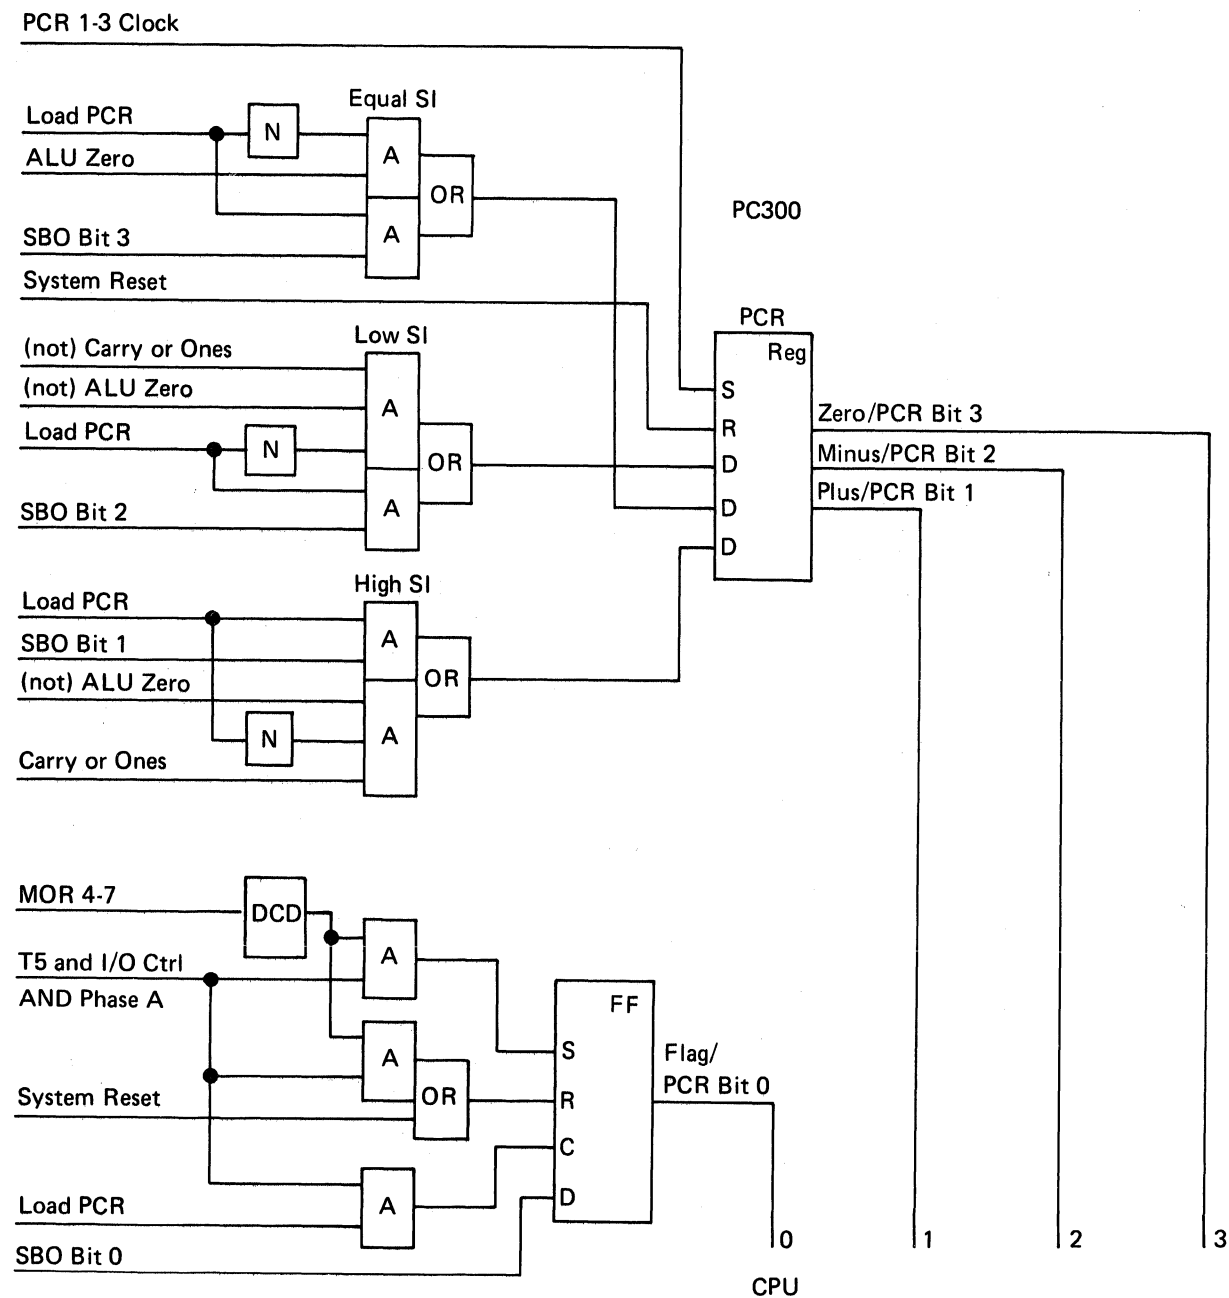 PCR 1-3 Clock
Equal SI
Load PCR
N
A
ALU Zero
OR
A
SBO Bit 3
PC300
System Reset
PCR
Reg
Low SI
(not) Carry or Ones
(not) ALU Zero
A
Load PCR
N
OR
SBO Bit 2
A
S
R
D
D
D
Zero/PCR Bit 3
Minus/PCR Bit 2
Plus/PCR Bit 1
High SI
Load PCR
A
SBO Bit 1
OR
(not) ALU Zero
N
A
Carry or Ones
MOR 4-7
DCD
A
T5 and I/O Ctrl
AND Phase A
FF
A
S
Flag/
PCR Bit 0
System Reset
OR
R
C
D
Load PCR
A
SBO Bit 0
0
1
2
3
CPU